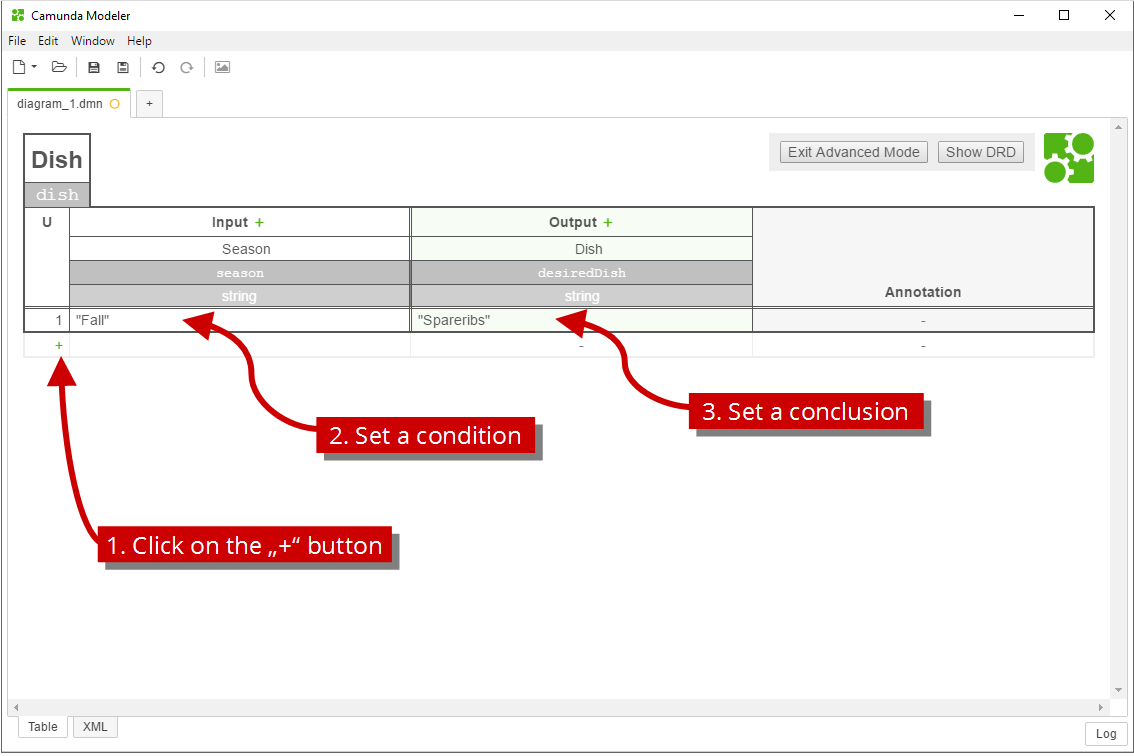 Camunda Modeler
File Edit Window Help
diagram_1.dmn +
Dish
dish
Exit Advanced Mode Show DRD
U Input + Output +
Season Dish
season desiredDish
string string Annotation
1 "Fall" "Spareribs" -
+ - -
3. Set a conclusion
2. Set a condition
1. Click on the „+“ button
Table XML
Log